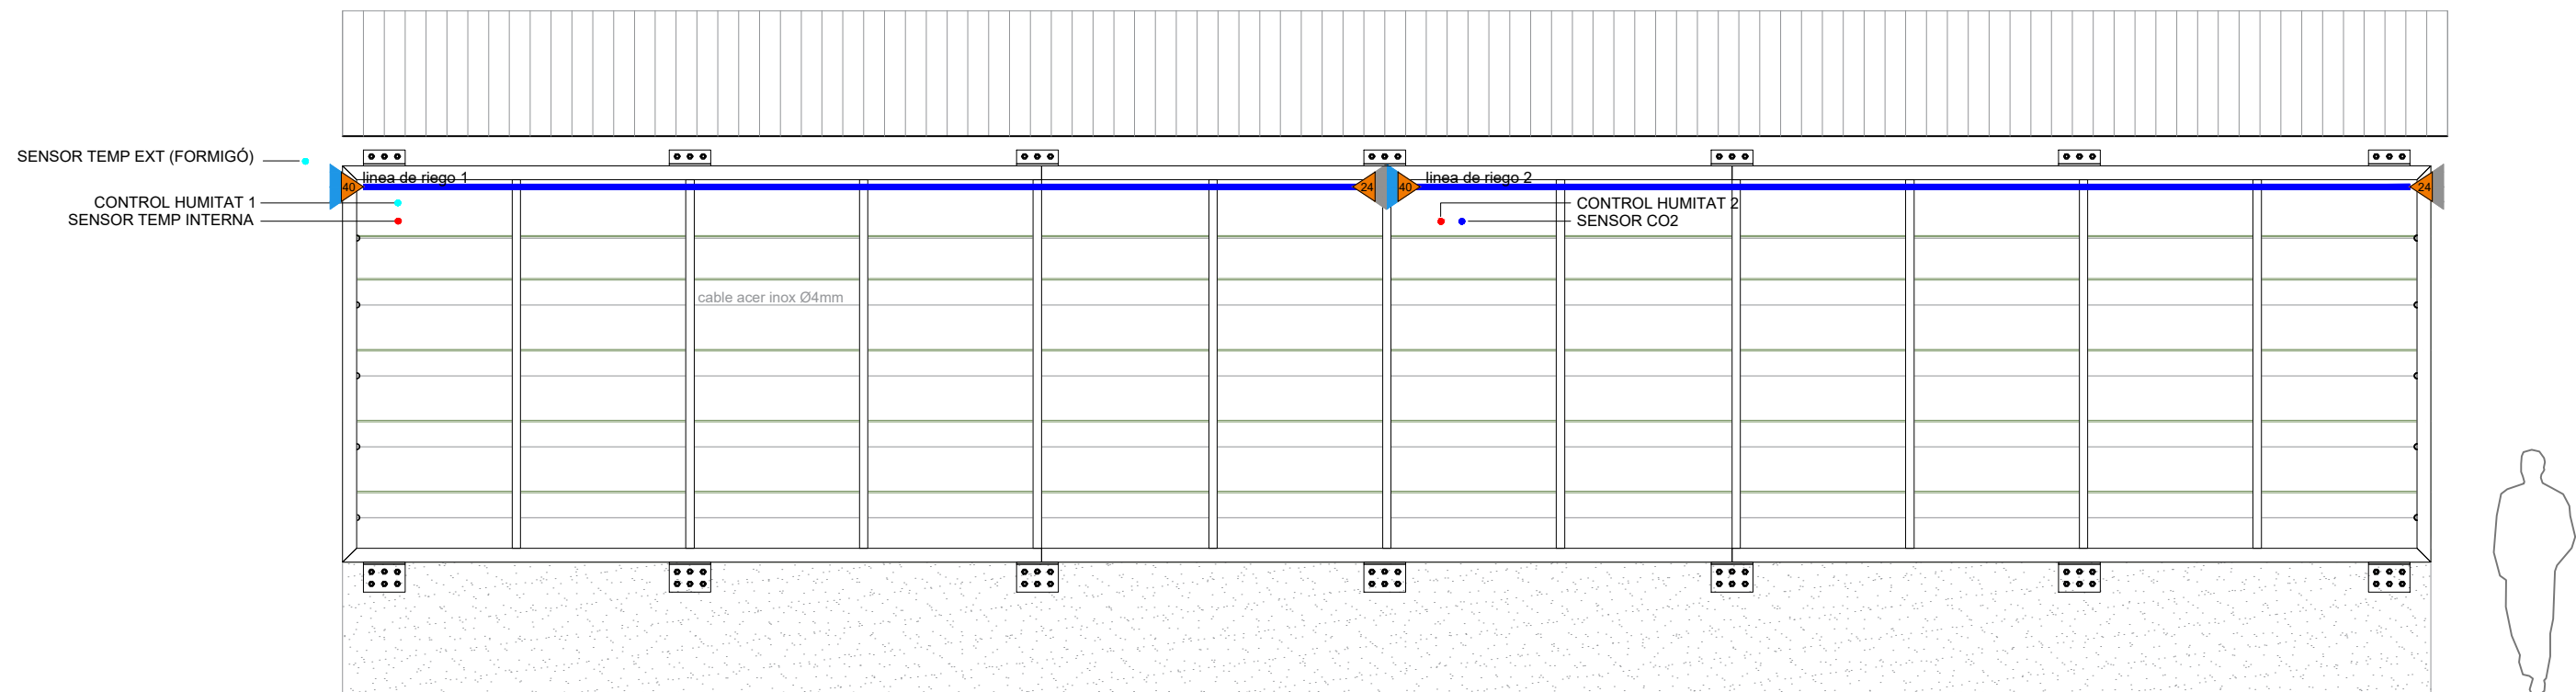 SENSOR TEMP EXT (FORMIGÓ)
40
linea de riego 1
24
40
linea de riego 2
24
CONTROL HUMITAT 1
SENSOR TEMP INTERNA
CONTROL HUMITAT 2
SENSOR CO2
cable acer inox Ø4mm